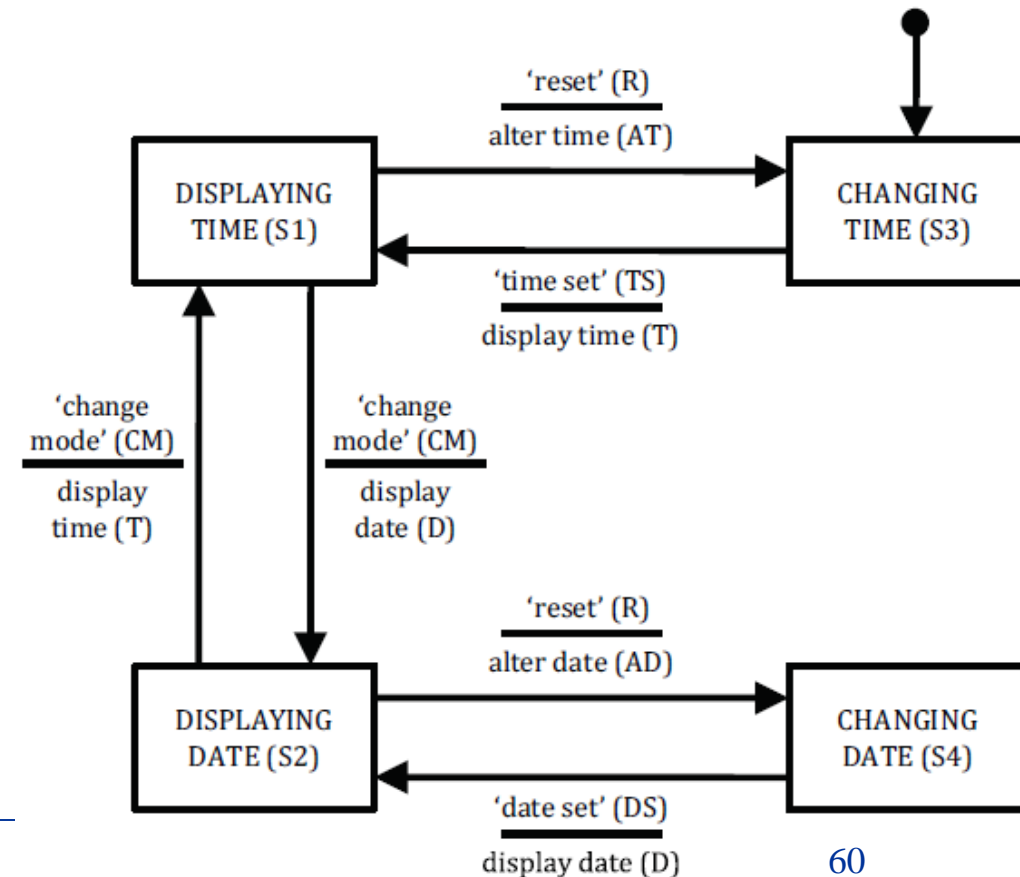 'reset' (R)
alter time (AT)
DISPLAYING
TIME (S1)
CHANGING
TIME (S3)
'time set' (TS)
display time (T)
'change
mode' (CM)
display
time (T)
'change
mode' (CM)
display
date (D)
'reset' (R)
alter date (AD)
DISPLAYING
DATE (S2)
CHANGING
DATE (S4)
'date set' (DS)
display date (D)
60